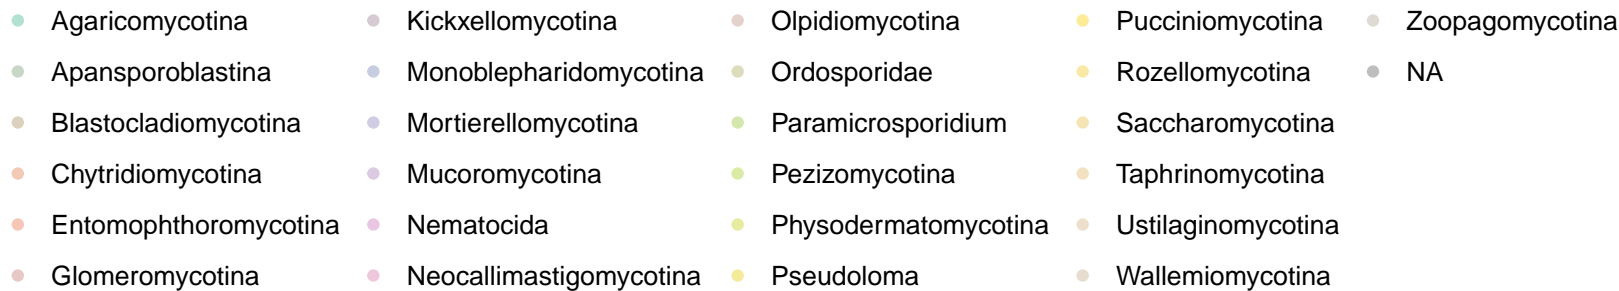 Agaricomycotina Kickxellomycotina Olpidiomycotina Pucciniomycotina Zoopagomycotina
Apansporoblastina Monoblepharidomycotina Ordosporidae Rozellomycotina NA
Blastocladiomycotina Mortierellomycotina Paramicrosporidium Saccharomycotina
Chytridiomycotina Mucoromycotina Pezizomycotina Taphrinomycotina
Entomophthoromycotina Nematocida Physodermatomycotina Ustilaginomycotina
Glomeromycotina Neocallimastigomycotina Pseudoloma Wallemiomycotina